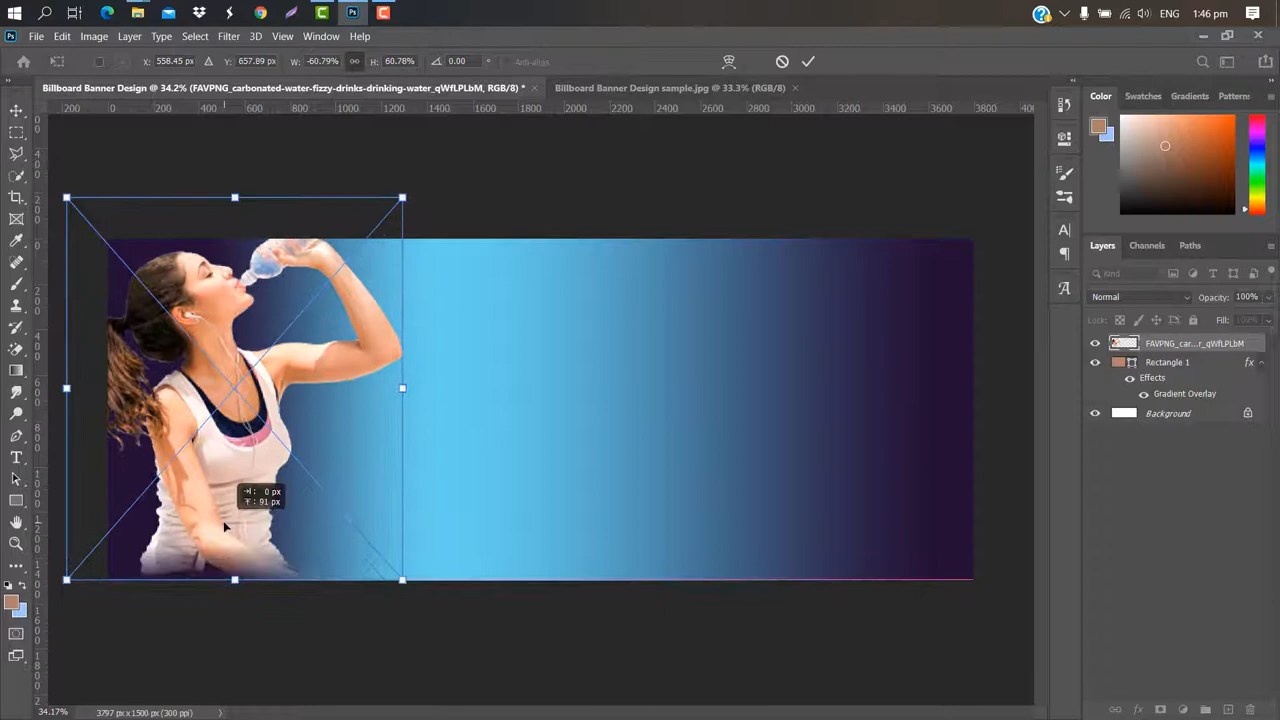 ENG 1:46 pm
File Edit Image Layer Type Select Filter 3D View Window Help
X: 558.45 px Y: 657.89 px W: -60.79% H: 60.78% 0.00 ° Anti-alias
Billboard Banner Design @ 34.2% (FAVPNG_carbonated-water-fizzy-drinks-drinking-water_qWfLPLbM, RGB/8) * Billboard Banner Design sample.jpg @ 33.3% (RGB/8)
Color Swatches Gradients Patterns
200 0 200 400 600 800 1000 1200 1400 1600 1800 2000 2200 2400 2600 2800 3000 3200 3400 3600 3800
Layers Channels Paths
Kind
Normal Opacity: 100%
Lock: Fill: 100%
FAVPNG_car...r_qWfLPLbM
Rectangle 1 fx
Effects
Gradient Overlay
Background
: 0 px
: 91 px
34.17% 3797 px x 1500 px (300 ppi)